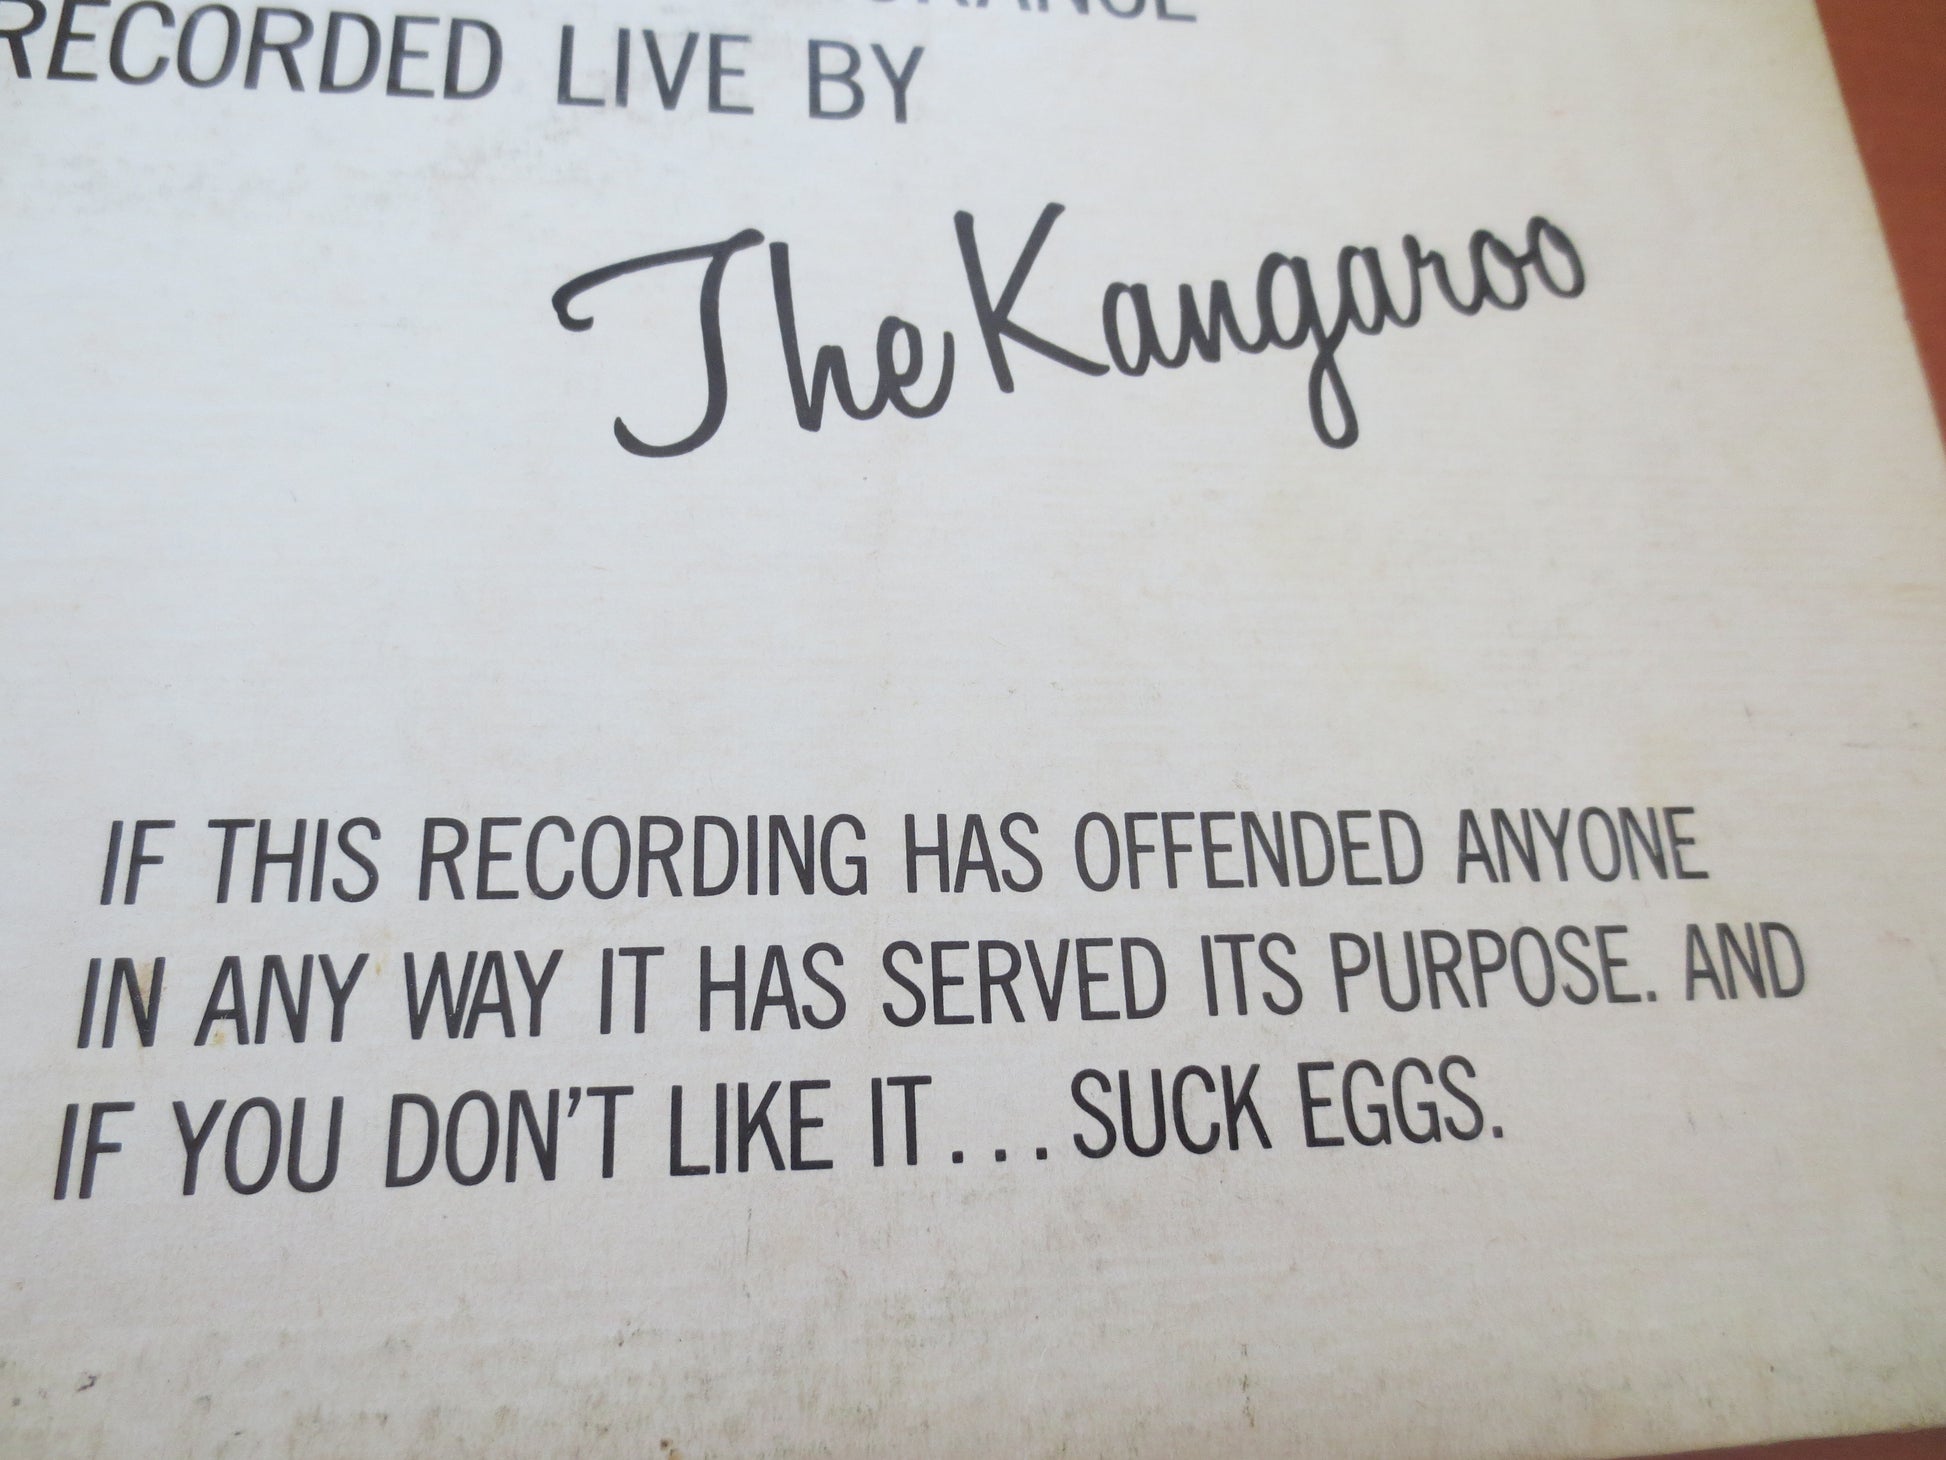 RECORDED LIVE BY
The Kangaroo
IF THIS RECORDING HAS OFFENDED ANYONE
IN ANY WAY IT HAS SERVED ITS PURPOSE. AND
IF YOU DON'T LIKE IT...SUCK EGGS.